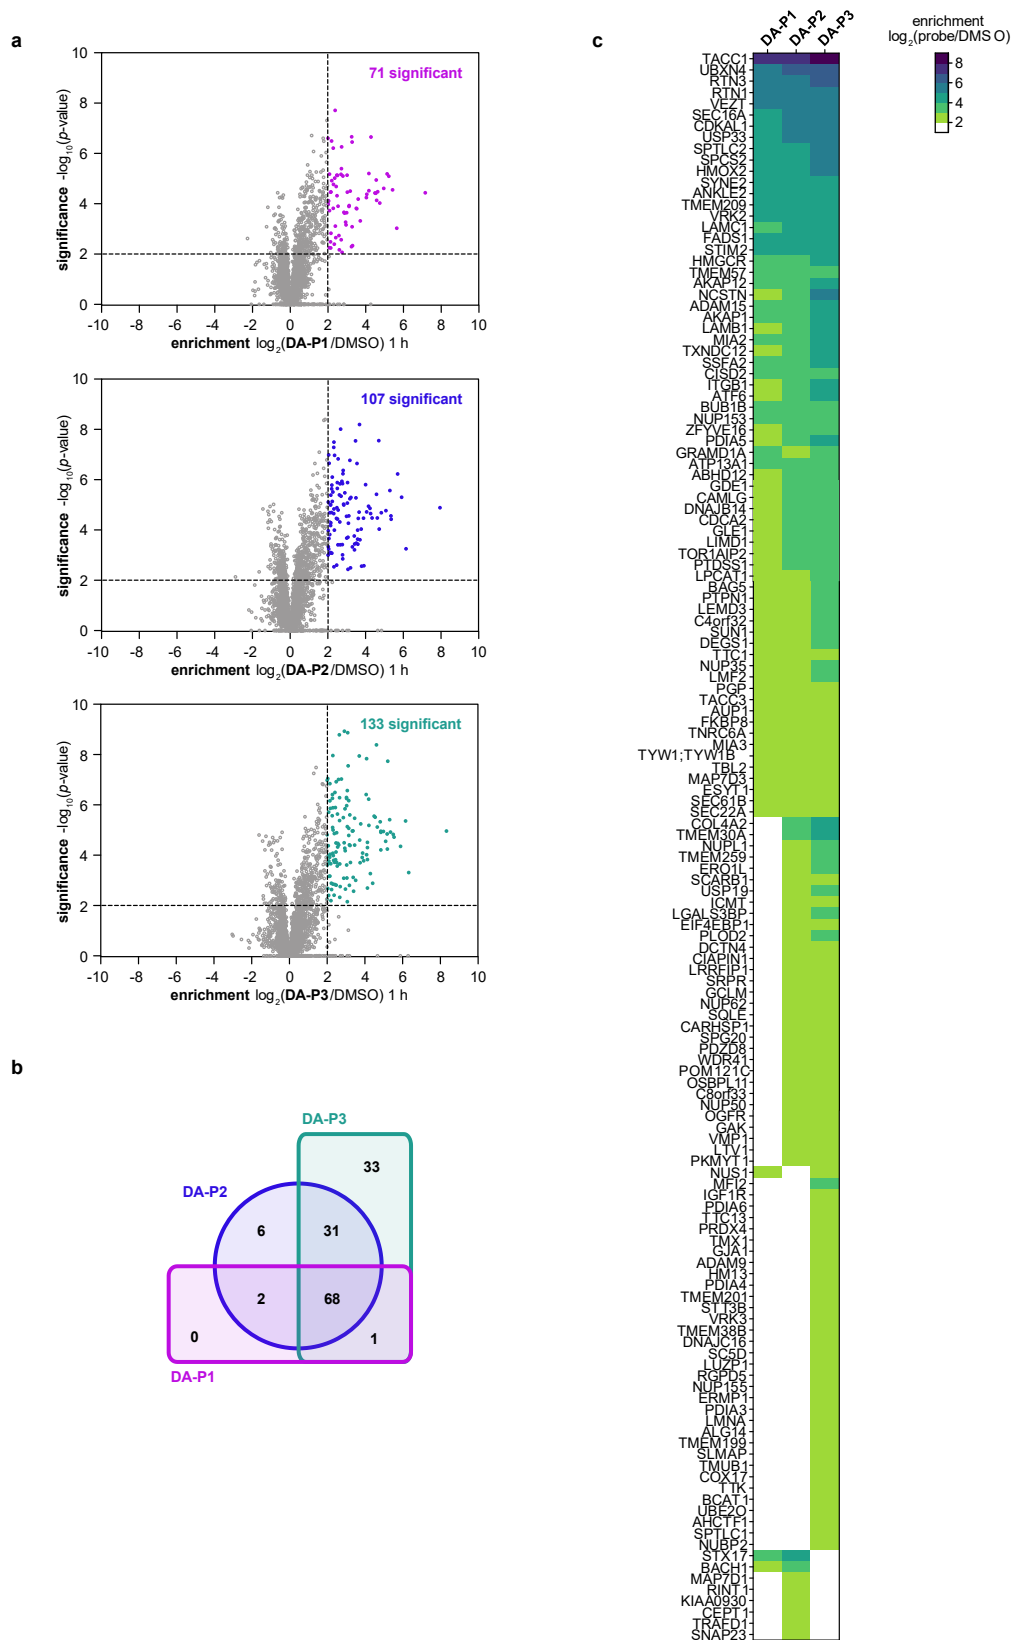 a
71 significant
significance -log10(p-value)
10
8
6
4
2
0
-10 -8 -6 -4 -2 0 2 4 6 8 10
enrichment log2(DA-P1/DMSO) 1 h
107 significant
significance -log10(p-value)
10
8
6
4
2
0
-10 -8 -6 -4 -2 0 2 4 6 8 10
enrichment log2(DA-P2/DMSO) 1 h
133 significant
significance -log10(p-value)
10
8
6
4
2
0
-10 -8 -6 -4 -2 0 2 4 6 8 10
enrichment log2(DA-P3/DMSO) 1 h
b
DA-P3
33
DA-P2
6
31
2
68
0
1
DA-P1
c
DA-P1
DA-P2
DA-P3
enrichment
log2(probe/DMS O)
8
6
4
2
TACC1
UBXN4
RTN3
RTN1
VEZT
SEC16A
CDKAL1
USP33
SPTLC2
SPCS2
HMOX2
SYNE2
ANKLE2
TMEM209
VRK2
LAMC1
FADS1
STIM2
HMGCR
TMEM57
AKAP12
NCSTN
ADAM15
AKAP1
LAMB1
MIA2
TXNDC12
SSFA2
CISD2
ITGB1
ATF6
BUB1B
NUP153
ZFYVE16
PDIA5
GRAMD1A
ATP13A1
ABHD12
GDE1
CAMLG
DNAJB14
CDCA2
GLE1
LIMD1
TOR1AIP2
PTDSS1
LPCAT1
BAG5
PTPN1
LEMD3
C4orf32
SUN1
DEGS1
TTC1
NUP35
LMF2
PGP
TACC3
AUP1
FKBP8
TNRC6A
MIA3
TYW1;TYW1B
TBL2
MAP7D3
ESYT1
SEC61B
SEC22A
COL4A2
TMEM30A
NUPL1
TMEM259
ERO1L
SCARB1
USP19
ICMT
LGALS3BP
EIF4EBP1
PLOD2
DCTN4
CIAPIN1
LRRFIP1
SRPR
GCLM
NUP62
SQLE
CARHSP1
SPG20
PDZD8
WDR41
POM121C
OSBPL11
C8orf33
NUP50
OGFR
GAK
VMP1
LTV1
PKMYT1
NUS1
MFI2
IGF1R
PDIA6
TTC13
PRDX4
TMX1
GJA1
ADAM9
HM13
PDIA4
TMEM201
STT3B
VRK3
TMEM38B
DNAJC16
SC5D
LUZP1
RGPD5
NUP155
ERMP1
PDIA3
LMNA
ALG14
TMEM199
SLMAP
TMUB1
COX17
TTK
BCAT1
UBE2O
AHCTF1
SPTLC1
NUBP2
STX17
BACH1
MAP7D1
RINT1
KIAA0930
CEPT1
TRAFD1
SNAP23